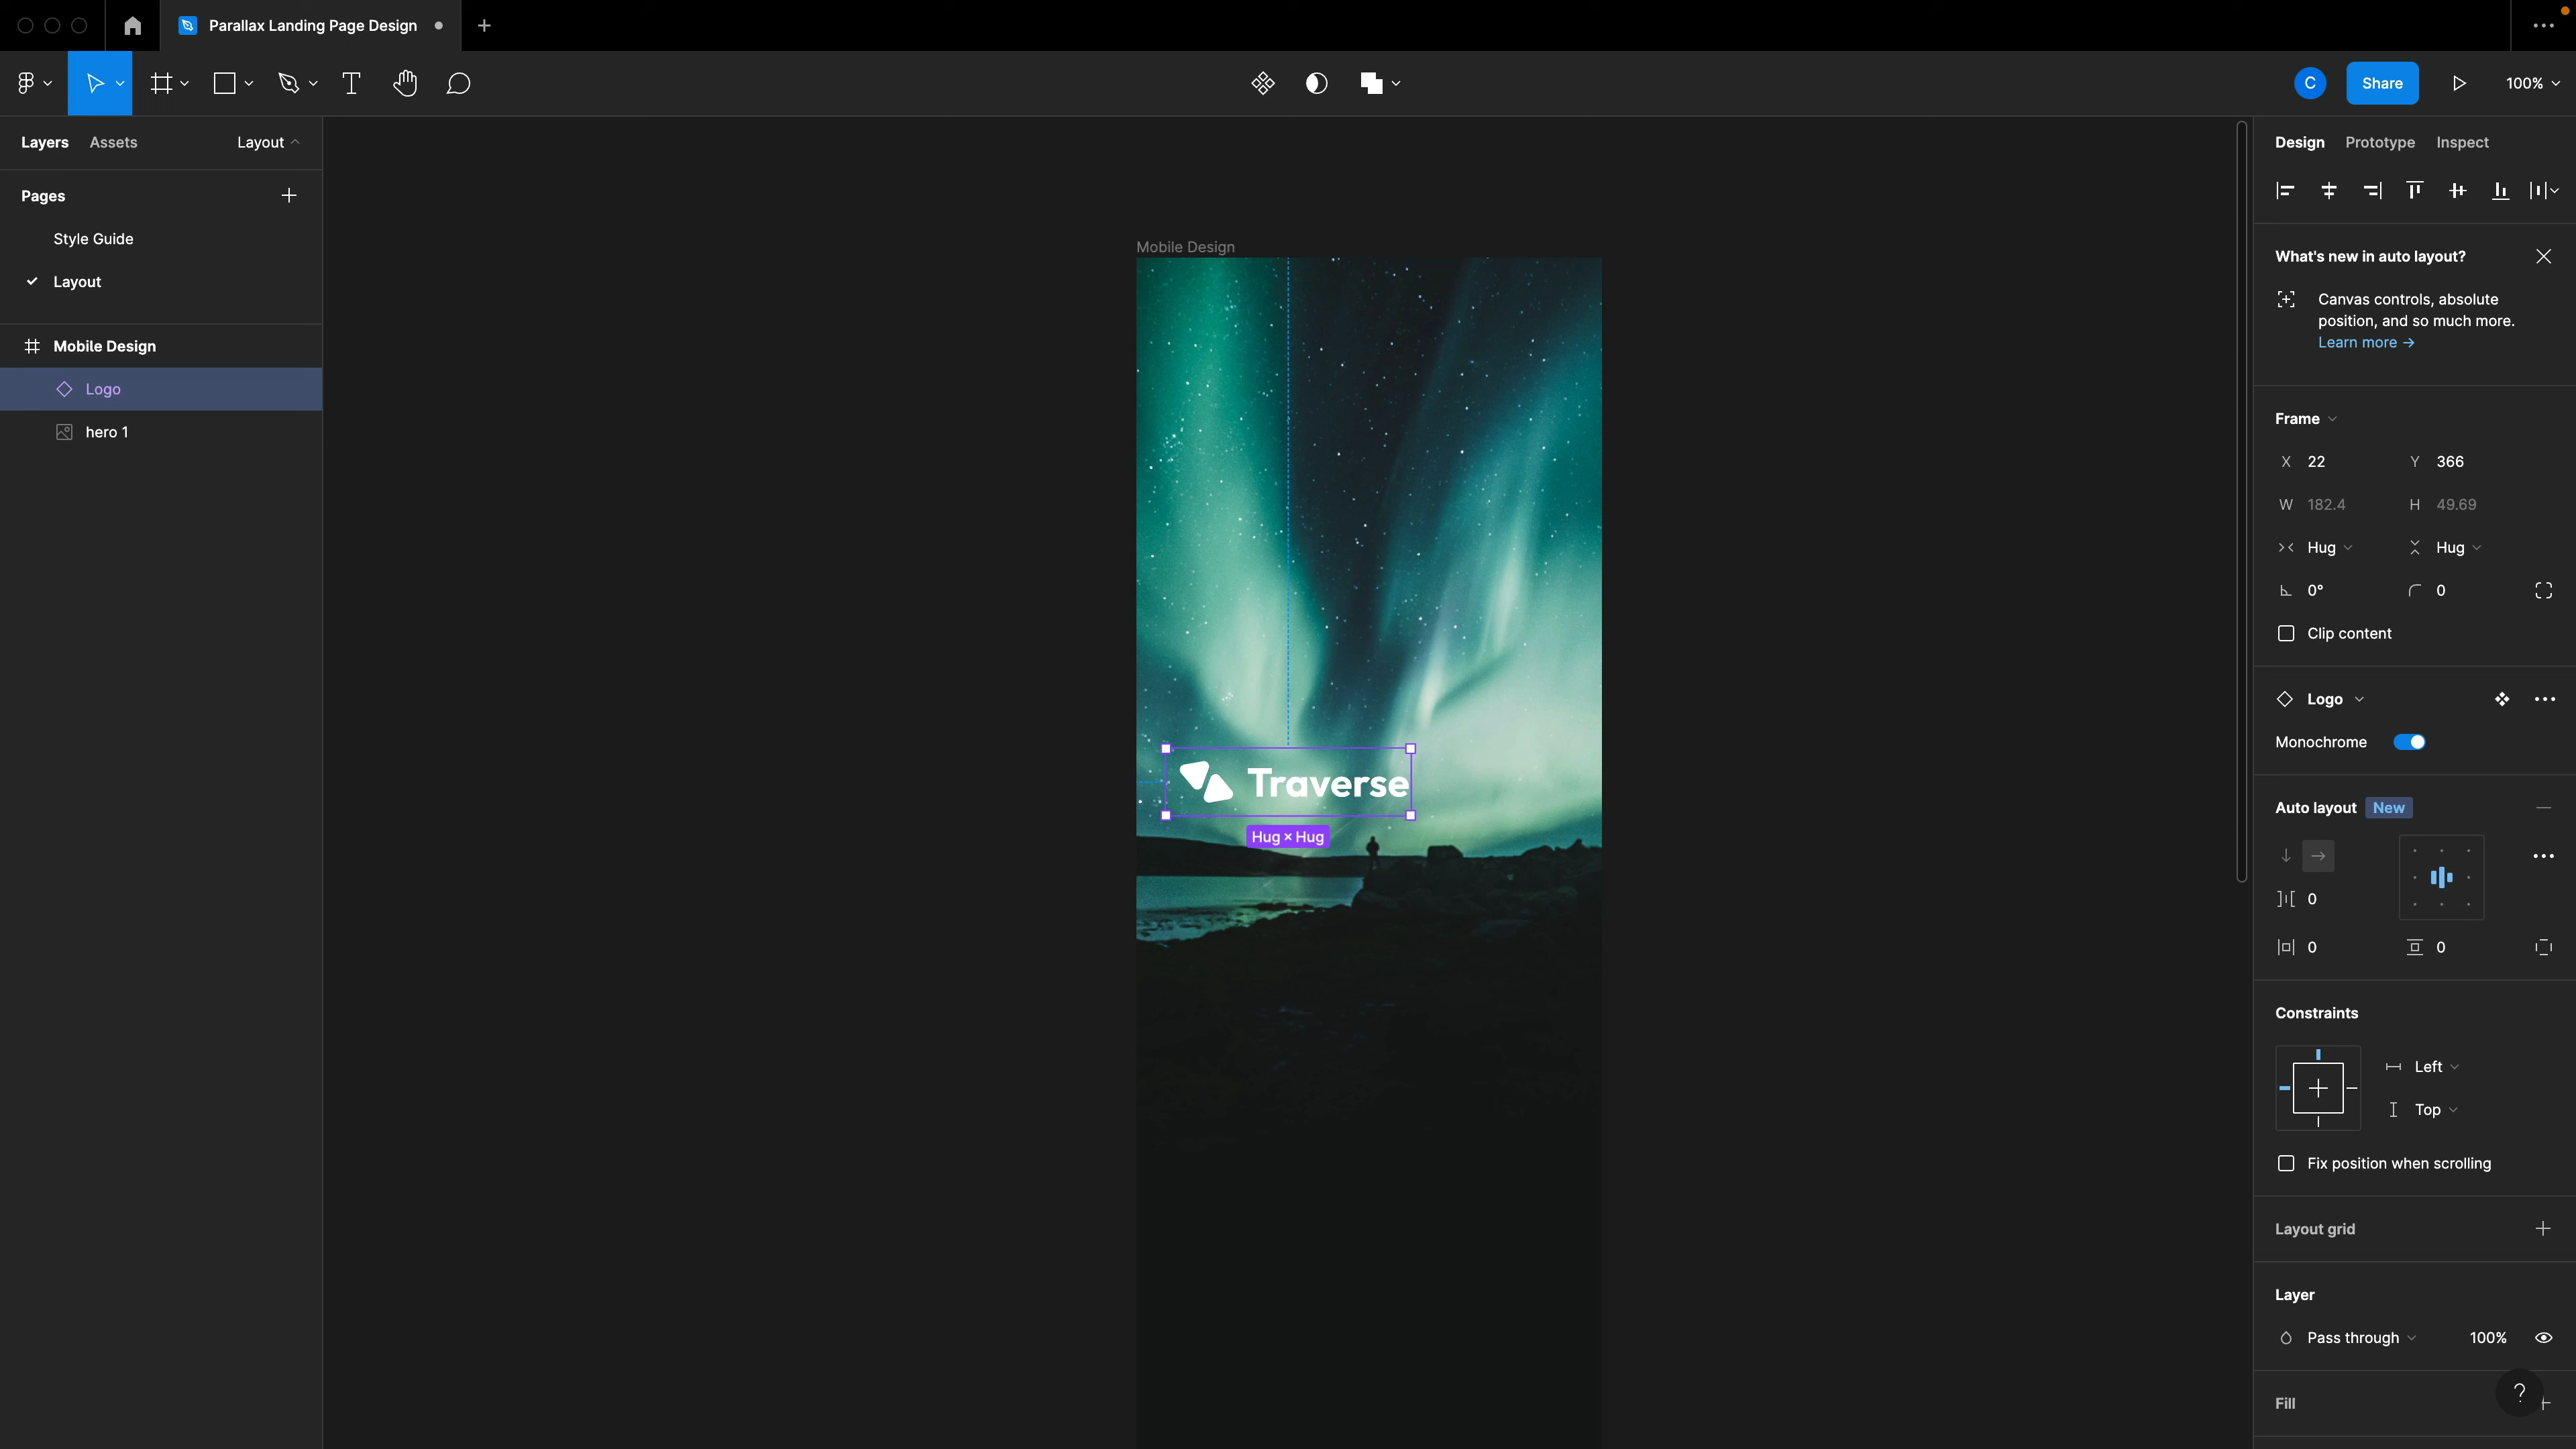 Parallax Landing Page Design
C
Share
100%
Layers Assets Layout
Design Prototype Inspect
Pages
Style Guide
Layout
Mobile Design
Logo
hero 1
Mobile Design
Traverse
Hug × Hug
What's new in auto layout?
Canvas controls, absolute
position, and so much more.
Learn more →
Frame
X 22 Y 366
W 182.4 H 49.69
Hug Hug
0° 0
Clip content
Logo
Monochrome
Auto layout New
0
0 0
Constraints
Left
Top
Fix position when scrolling
Layout grid
Layer
Pass through 100%
Fill
?